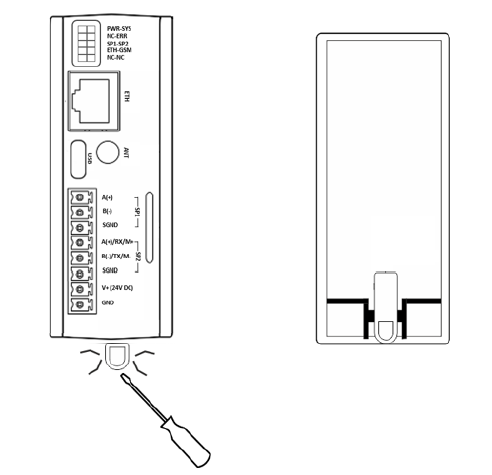 PWR-SYS
NC-ERR
SP1-SP2
ETH-GSM
NC-NC
ETH
USB
ANT
A(+)
B(-)
SGND
SP1
A(+)/RX/M+
B(-)/TX/M-
SGND
SP2
V+ (24V DC)
GND